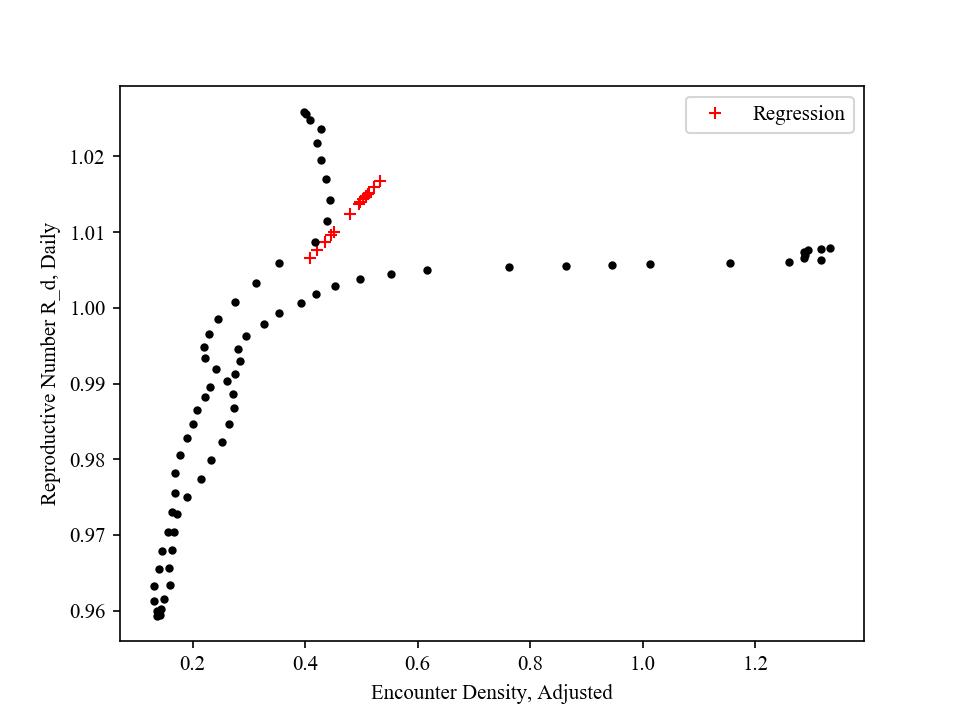 Regression
1.02
1.01
1.00
0.99
0.98
0.97
0.96
Reproductive Number R_d, Daily
0.2 0.4 0.6 0.8 1.0 1.2
Encounter Density, Adjusted